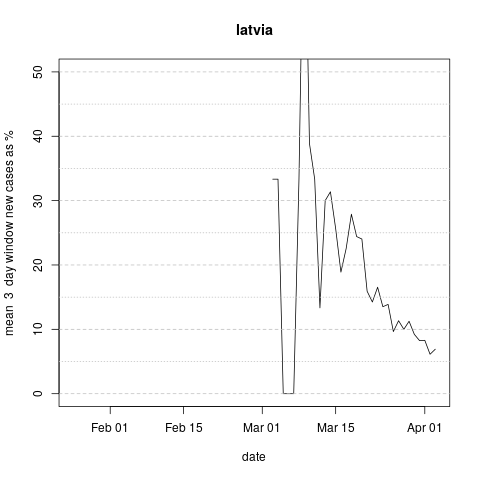 latvia
mean  3  day window new cases as %
50
40
30
20
10
0
Feb 01
Feb 15
Mar 01
Mar 15
Apr 01
date